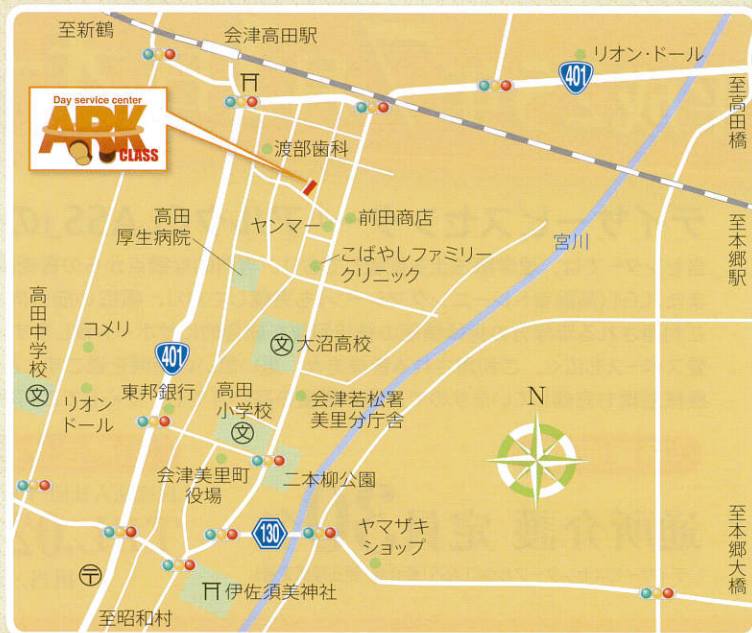 至新鶴
会津高田駅
リオン・ドール
401
至高田橋
Day service center
ARK
CLASS
渡部歯科
高田
厚生病院
ヤンマー
前田商店
こばやしファミリー
クリニック
宮川
至本郷駅
高田中学校
文
コメリ
401
文
大沼高校
リオン
ドール
東邦銀行
高田
小学校
文
会津若松署
美里分庁舎
N
会津美里町
役場
二本柳公園
130
ヤマザキ
ショップ
至本郷大橋
〒
伊佐須美神社
至昭和村